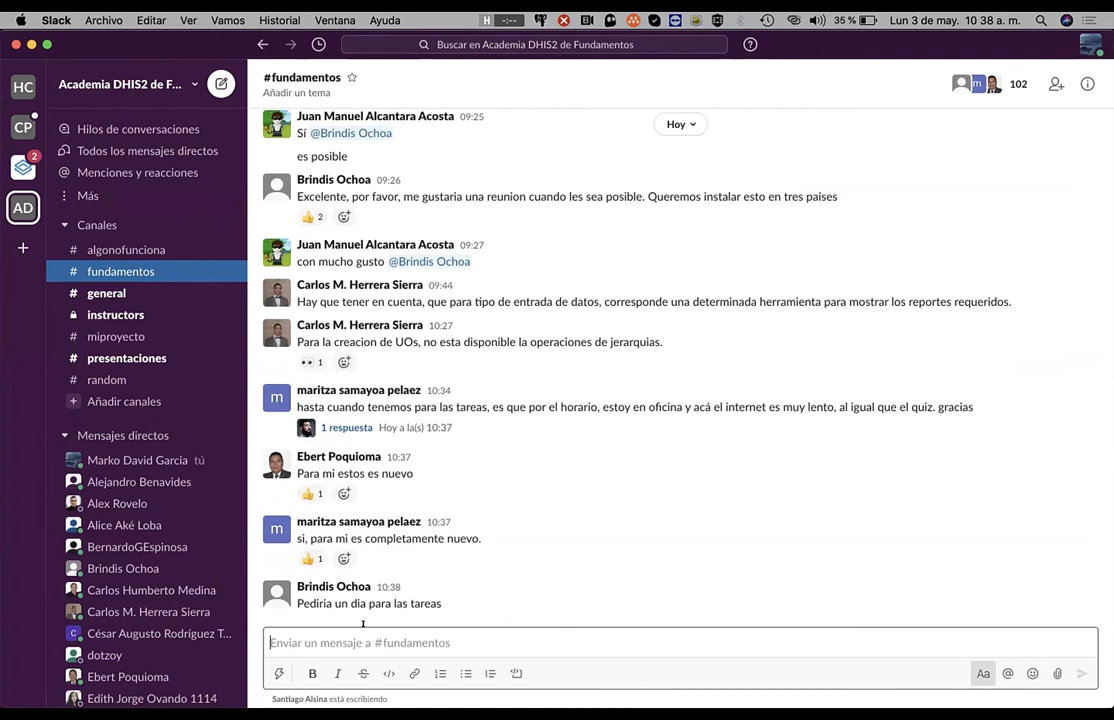 Slack Archivo Editar Ver Vamos Historial Ventana Ayuda H -:-- 35 % Lun 3 de may. 10 38 a. m.
Buscar en Academia DHIS2 de Fundamentos
HC
CP
2
AD
Academia DHIS2 de F...
Hilos de conversaciones
Todos los mensajes directos
Menciones y reacciones
Más
Canales
# algonofunciona
# fundamentos
# general
instructors
# miproyecto
# presentaciones
# random
+ Añadir canales
Mensajes directos
Marko David Garcia tú
Alejandro Benavides
Alex Rovelo
Alice Aké Loba
BernardoGEspinosa
Brindis Ochoa
Carlos Humberto Medina
Carlos M. Herrera Sierra
C César Augusto Rodríguez T...
dotzoy
Ebert Poquioma
Edith Jorge Ovando 1114
#fundamentos
Añadir un tema
m 102
Hoy
Juan Manuel Alcantara Acosta 09:25
Sí @Brindis Ochoa
es posible
Brindis Ochoa 09:26
Excelente, por favor, me gustaria una reunion cuando les sea posible. Queremos instalar esto en tres paises
2
Juan Manuel Alcantara Acosta 09:27
con mucho gusto @Brindis Ochoa
Carlos M. Herrera Sierra 09:44
Hay que tener en cuenta, que para tipo de entrada de datos, corresponde una determinada herramienta para mostrar los reportes requeridos.
Carlos M. Herrera Sierra 10:27
Para la creacion de UOs, no esta disponible la operaciones de jerarquias.
1
m maritza samayoa pelaez 10:34
hasta cuando tenemos para las tareas, es que por el horario, estoy en oficina y acá el internet es muy lento, al igual que el quiz. gracias
1 respuesta Hoy a la(s) 10:37
Ebert Poquioma 10:37
Para mi estos es nuevo
1
m maritza samayoa pelaez 10:37
si, para mi es completamente nuevo.
1
Brindis Ochoa 10:38
Pediria un dia para las tareas
Enviar un mensaje a #fundamentos
B I S Aa @
Santiago Alsina está escribiendo